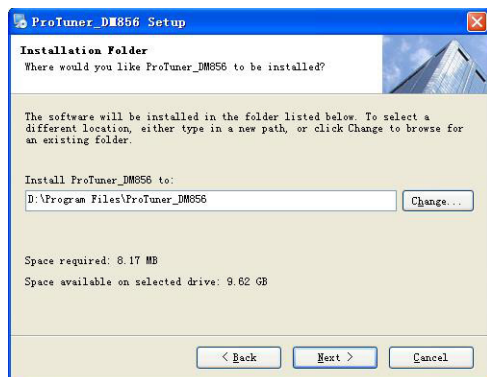 ProTuner_DM856 Setup
Installation Folder
Where would you like ProTuner_DM856 to be installed?
The software will be installed in the folder listed below. To select a
different location, either type in a new path, or click Change to browse for
an existing folder.
Install ProTuner_DM856 to:
D:\Program Files\ProTuner_DM856
Change...
Space required: 8.17 MB
Space available on selected drive: 9.62 GB
< Back
Next >
Cancel